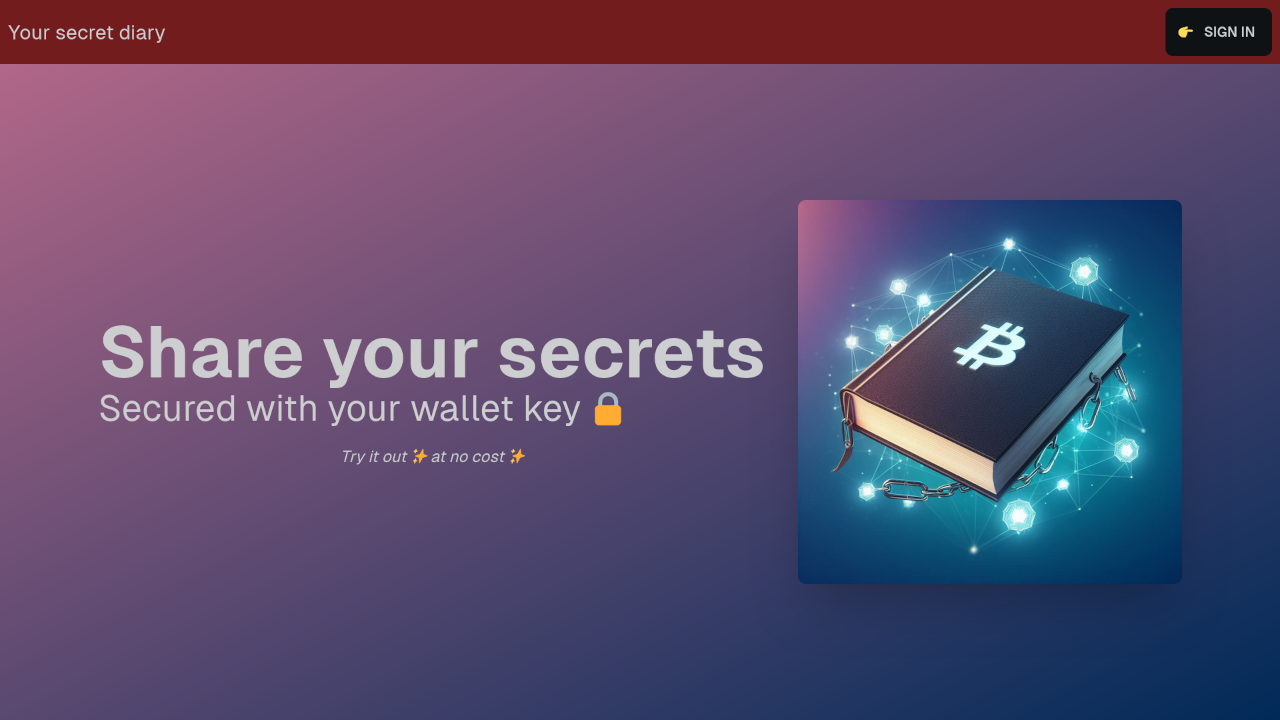 Your secret diary
👉 SIGN IN
Share your secrets
Secured with your wallet key 🔒
Try it out ✨ at no cost ✨